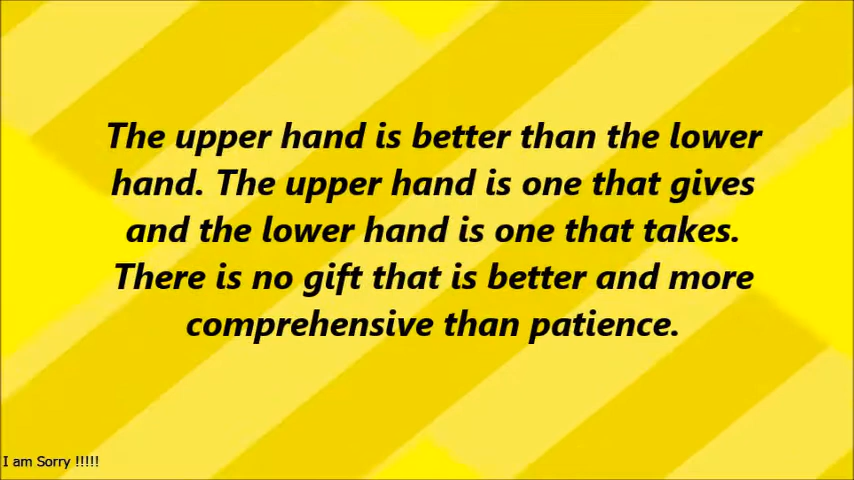 The upper hand is better than the lower
hand. The upper hand is one that gives
and the lower hand is one that takes.
There is no gift that is better and more
comprehensive than patience.
I am Sorry !!!!!